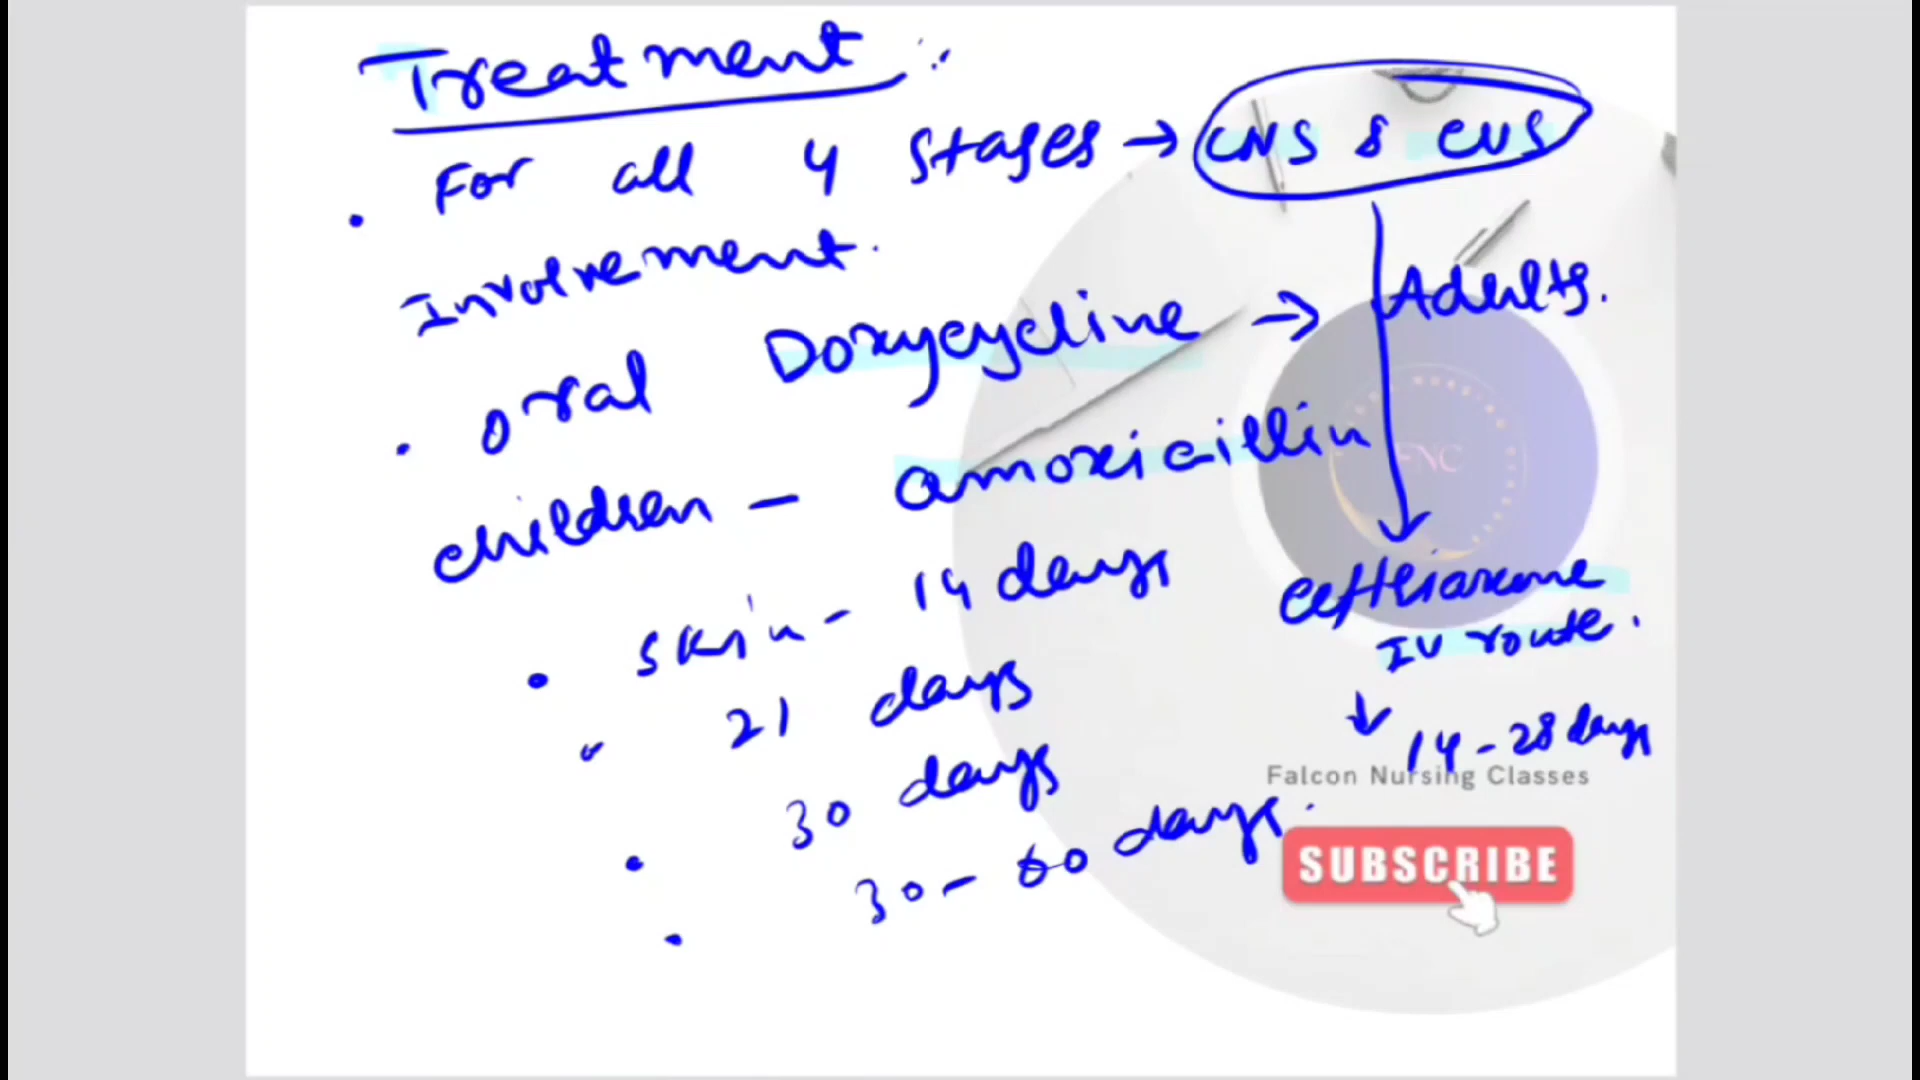 Treatment :
• For all 4 Stages → CNS & CVS
Involvement.
• oral Doxycycline → Adults.
children - amoxicillin
• skin - 14 days
• 21 days
• 30 days
• 30 - 60 days.
ceftriaxone
IV route.
↓ 14 - 28 days
FNC
Falcon Nursing Classes
SUBSCRIBE